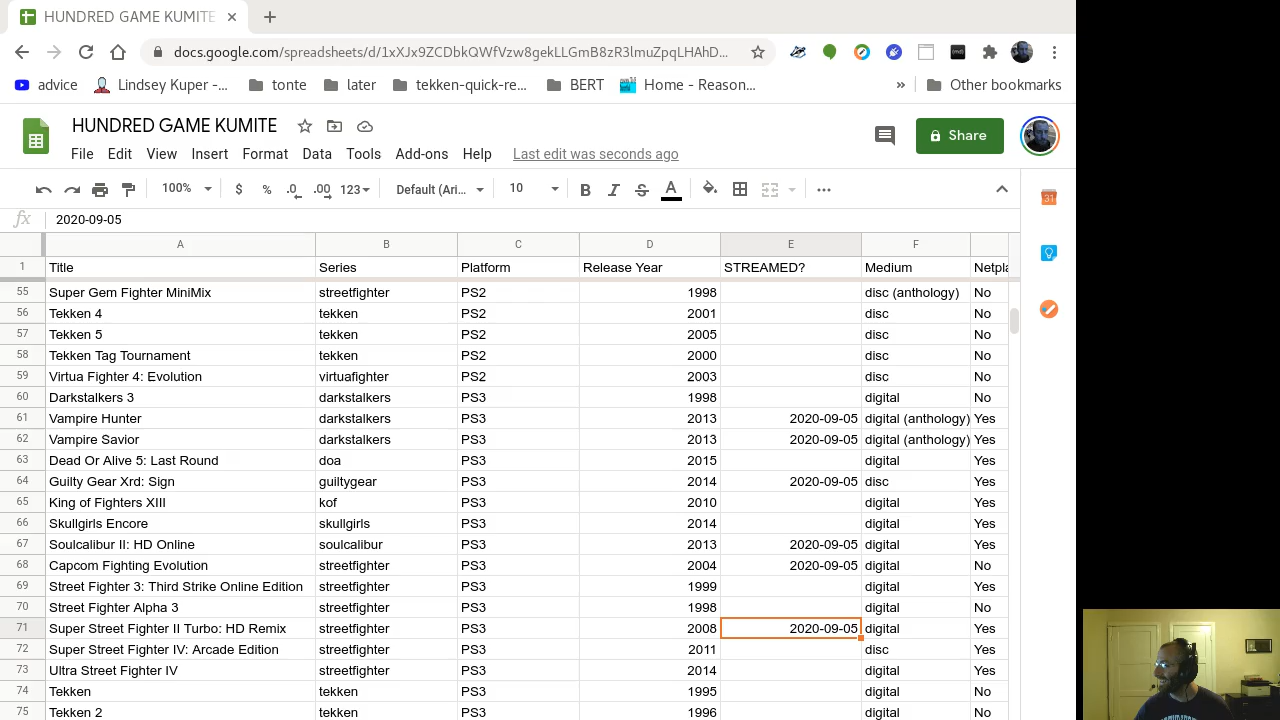 HUNDRED GAME KUMITE
docs.google.com/spreadsheets/d/1xXJx9ZCDbkQWfVzw8gekLLGmB8zR3lmuZpqLHAhD...
advice Lindsey Kuper -... tonte later tekken-quick-re... BERT Home - Reason... » Other bookmarks
HUNDRED GAME KUMITE
Share
File Edit View Insert Format Data Tools Add-ons Help Last edit was seconds ago
100% $ % .0 .00 123 Default (Ari... 10 B I S A
31
fx 2020-09-05
A B C D E F
1 Title Series Platform Release Year STREAMED? Medium Netpla
55 Super Gem Fighter MiniMix streetfighter PS2 1998 disc (anthology) No
56 Tekken 4 tekken PS2 2001 disc No
57 Tekken 5 tekken PS2 2005 disc No
58 Tekken Tag Tournament tekken PS2 2000 disc No
59 Virtua Fighter 4: Evolution virtuafighter PS2 2003 disc No
60 Darkstalkers 3 darkstalkers PS3 1998 digital No
61 Vampire Hunter darkstalkers PS3 2013 2020-09-05 digital (anthology) Yes
62 Vampire Savior darkstalkers PS3 2013 2020-09-05 digital (anthology) Yes
63 Dead Or Alive 5: Last Round doa PS3 2015 digital Yes
64 Guilty Gear Xrd: Sign guiltygear PS3 2014 2020-09-05 disc Yes
65 King of Fighters XIII kof PS3 2010 digital Yes
66 Skullgirls Encore skullgirls PS3 2014 digital Yes
67 Soulcalibur II: HD Online soulcalibur PS3 2013 2020-09-05 digital Yes
68 Capcom Fighting Evolution streetfighter PS3 2004 2020-09-05 digital No
69 Street Fighter 3: Third Strike Online Edition streetfighter PS3 1999 digital Yes
70 Street Fighter Alpha 3 streetfighter PS3 1998 digital No
71 Super Street Fighter II Turbo: HD Remix streetfighter PS3 2008 2020-09-05 digital Yes
72 Super Street Fighter IV: Arcade Edition streetfighter PS3 2011 disc Yes
73 Ultra Street Fighter IV streetfighter PS3 2014 digital Yes
74 Tekken tekken PS3 1995 digital No
75 Tekken 2 tekken PS3 1996 digital No